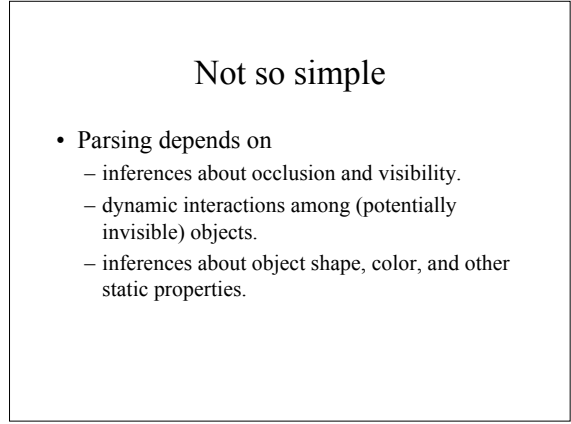 Not so simple
• Parsing depends on
– inferences about occlusion and visibility.
– dynamic interactions among (potentially
invisible) objects.
– inferences about object shape, color, and other
static properties.